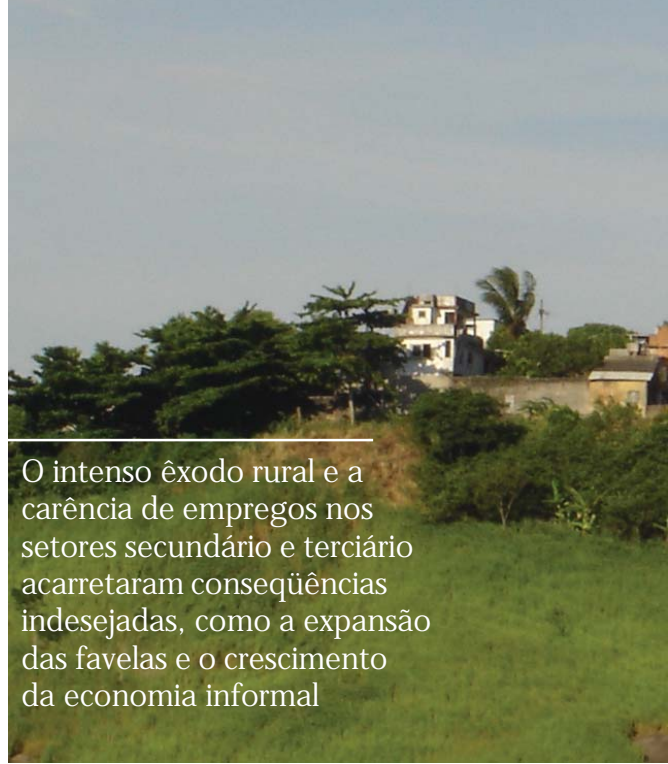 O intenso êxodo rural e a
carência de empregos nos
setores secundário e terciário
acarretaram conseqüências
indesejadas, como a expansão
das favelas e o crescimento
da economia informal